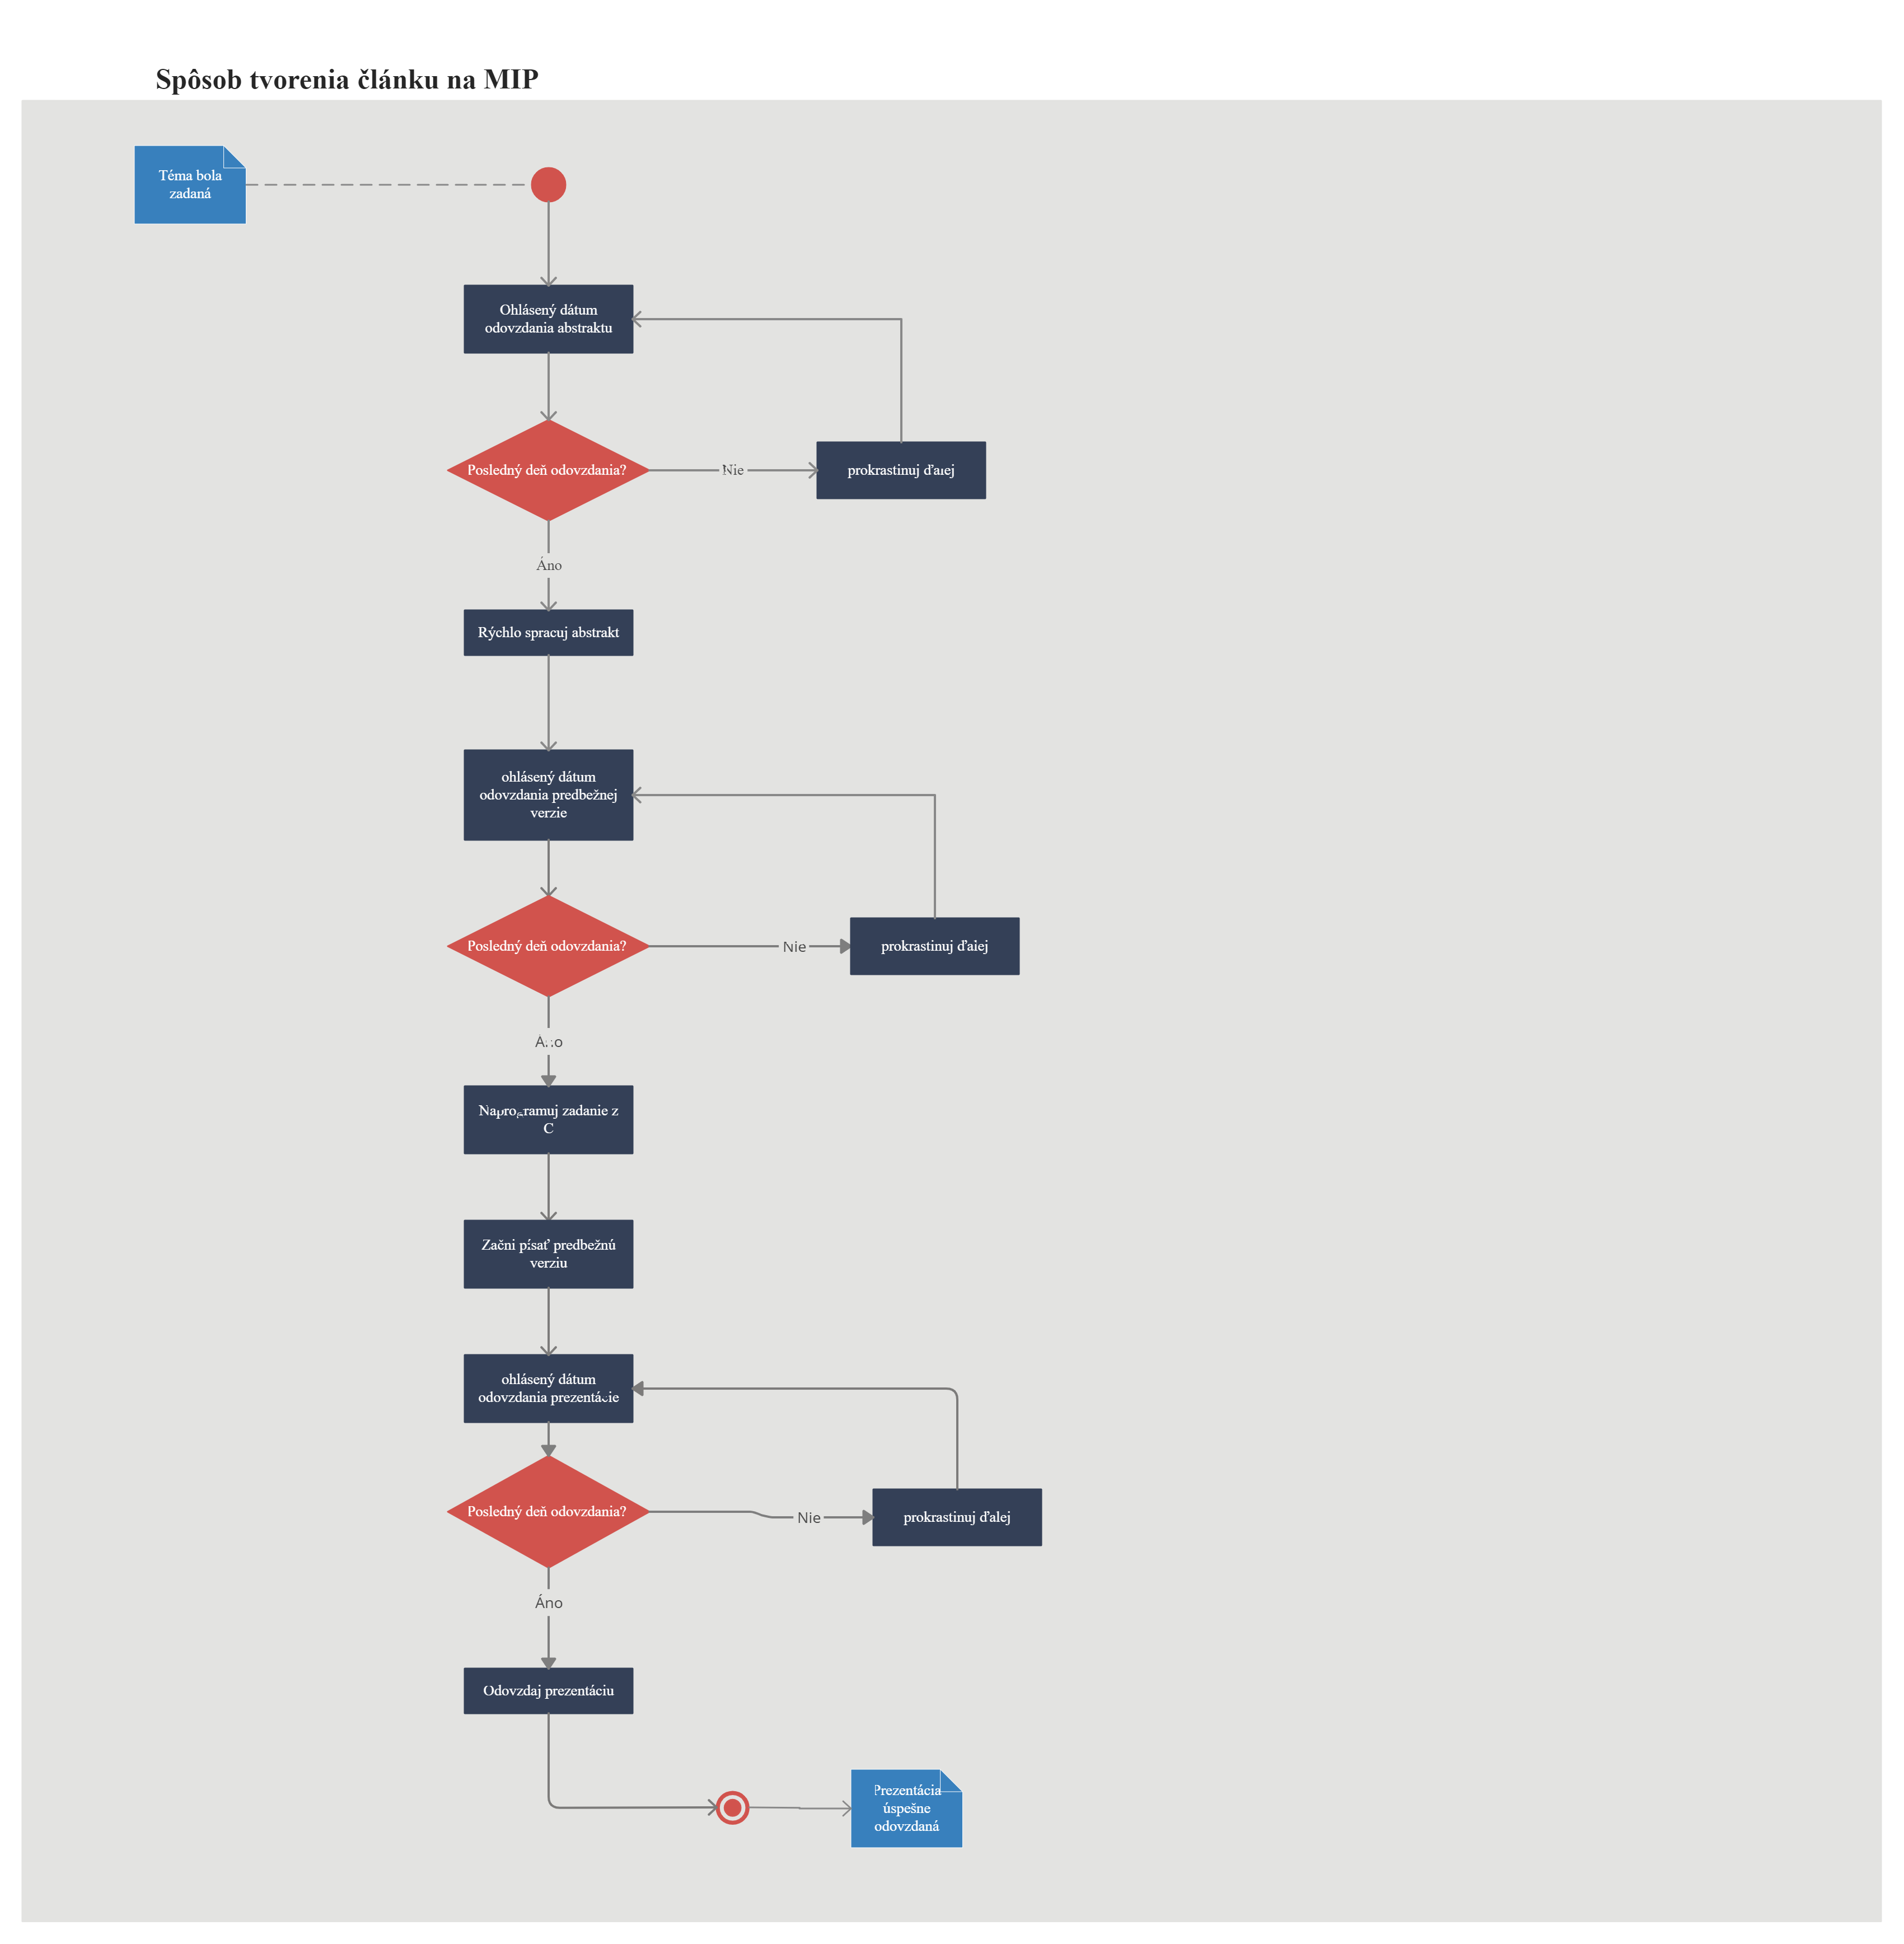 Spôsob tvorenia článku na MIP
Téma bola
zadaná
Ohlásený dátum
odovzdania abstraktu
Posledný deň odovzdania?
Nie
prokrastinuj ďalej
Áno
Rýchlo spracuj abstrakt
ohlásený dátum
odovzdania predbežnej
verzie
Posledný deň odovzdania?
Nie
prokrastinuj ďalej
Áno
Naprogramuj zadanie z
C
Začni písať predbežnú
verziu
ohlásený dátum
odovzdania prezentácie
Posledný deň odovzdania?
Nie
prokrastinuj ďalej
Áno
Odovzdaj prezentáciu
Prezentácia
úspešne
odovzdaná